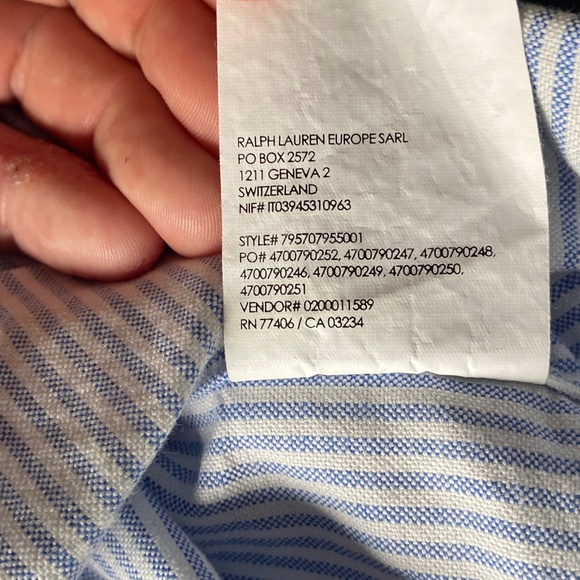 RALPH LAUREN EUROPE SARL
PO BOX 2572
1211 GENEVA 2
SWITZERLAND
NIF# IT03945310963
STYLE# 795707955001
PO# 4700790252, 4700790247, 4700790248,
4700790246, 4700790249, 4700790250,
4700790251
VENDOR# 0200011589
RN 77406 / CA 03234